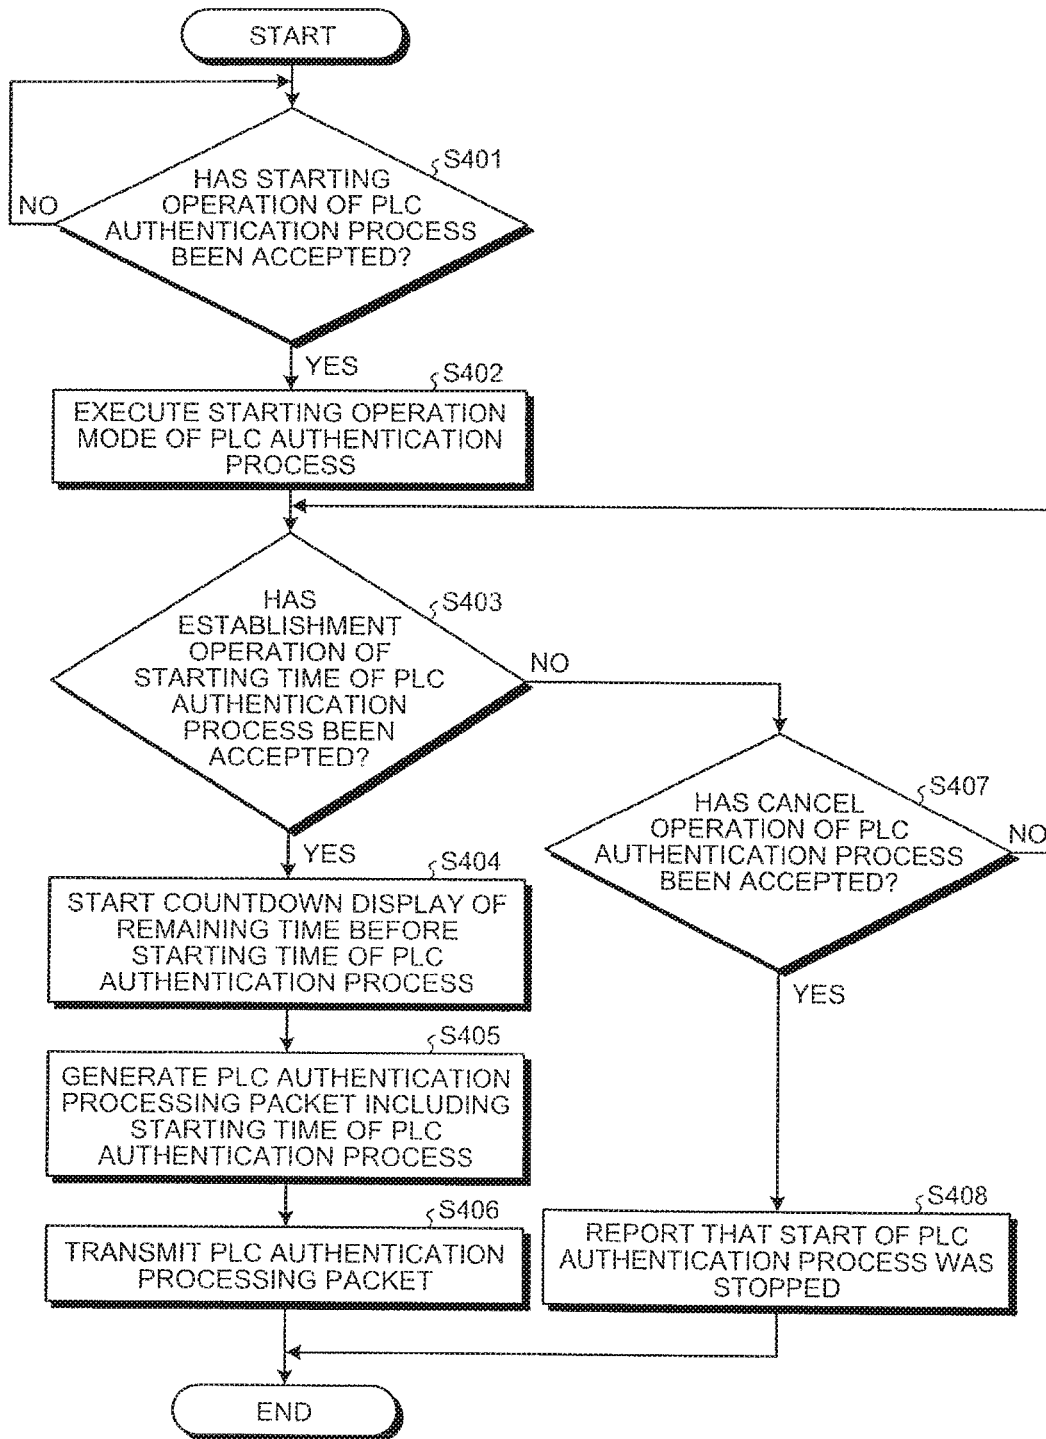 START
S401
HAS STARTING
OPERATION OF PLC
AUTHENTICATION PROCESS
BEEN ACCEPTED?
NO
YES
S402
EXECUTE STARTING OPERATION
MODE OF PLC AUTHENTICATION
PROCESS
S403
HAS
ESTABLISHMENT
OPERATION OF
STARTING TIME OF PLC
AUTHENTICATION
PROCESS BEEN
ACCEPTED?
NO
YES
S407
HAS CANCEL
OPERATION OF PLC
AUTHENTICATION PROCESS
BEEN ACCEPTED?
NO
YES
S404
START COUNTDOWN DISPLAY OF
REMAINING TIME BEFORE
STARTING TIME OF PLC
AUTHENTICATION PROCESS
S405
GENERATE PLC AUTHENTICATION
PROCESSING PACKET INCLUDING
STARTING TIME OF PLC
AUTHENTICATION PROCESS
S406
TRANSMIT PLC AUTHENTICATION
PROCESSING PACKET
S408
REPORT THAT START OF PLC
AUTHENTICATION PROCESS WAS
STOPPED
END